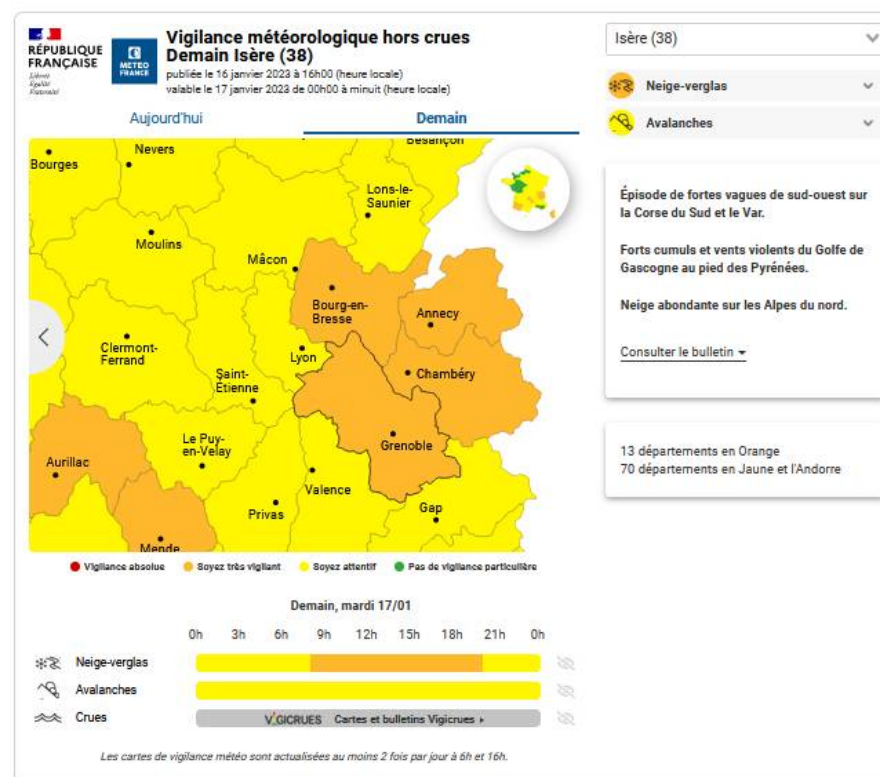 RÉPUBLIQUE
FRANÇAISE
Liberté
Égalité
Fraternité
METEO
FRANCE
Vigilance météorologique hors crues
Demain Isère (38)
publiée le 16 janvier 2023 à 16h00 (heure locale)
valable le 17 janvier 2023 de 00h00 à minuit (heure locale)
Aujourd'hui
Demain
Besançon
Bourges
Nevers
Lons-le-
Saunier
Moulins
Mâcon
Bourg-en-
Bresse
Annecy
Clermont-
Ferrand
Lyon
Chambéry
Saint-
Étienne
Le Puy-
en-Velay
Grenoble
Aurillac
Valence
Privas
Gap
Mende
Vigilance absolue
Soyez très vigilant
Soyez attentif
Pas de vigilance particulière
Demain, mardi 17/01
0h 3h 6h 9h 12h 15h 18h 21h 0h
Neige-verglas
Avalanches
Crues
VIGICRUES Cartes et bulletins Vigicrues
Les cartes de vigilance météo sont actualisées au moins 2 fois par jour à 6h et 16h.
Isère (38)
Neige-verglas
Avalanches
Épisode de fortes vagues de sud-ouest sur
la Corse du Sud et le Var.
Forts cumuls et vents violents du Golfe de
Gascogne au pied des Pyrénées.
Neige abondante sur les Alpes du nord.
Consulter le bulletin
13 départements en Orange
70 départements en Jaune et l'Andorre